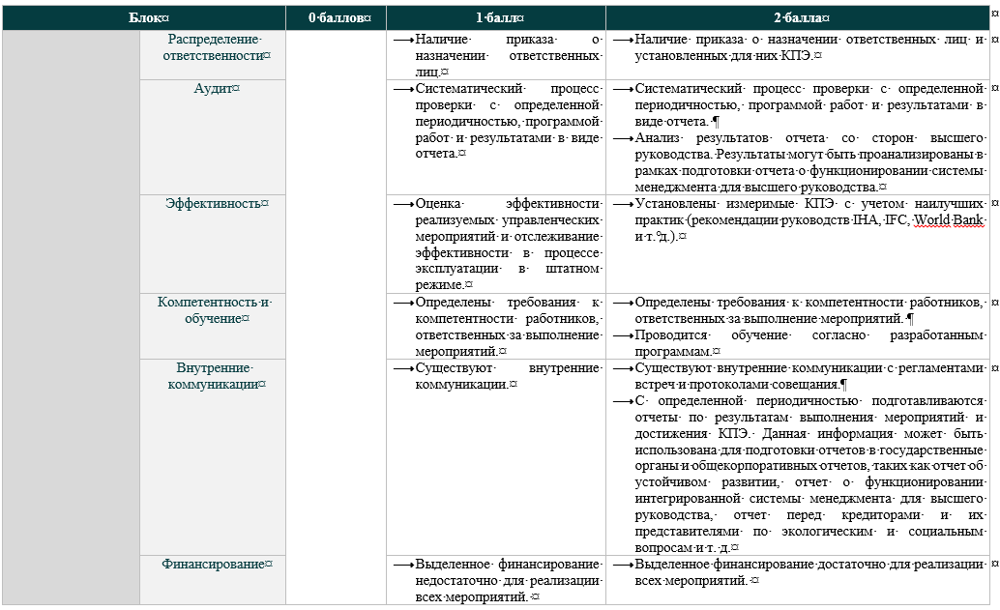 Блок¤ 0·баллов¤ 1·балл¤ 2·балла¤ ¤
Распределение·
ответственности¤
→Наличие приказа о·
назначении ответственных·
лиц.¤
→Наличие приказа о назначении ответственных лиц и·
установленных·для·них·КПЭ.¤
¤
Аудит¤
→Систематический процесс·
проверки с определенной·
периодичностью,·программой·
работ и результатами в виде·
отчета.¤
→Систематический процесс проверки с определенной·
периодичностью, программой работ и результатами в·
виде·отчета. ¶
→Анализ результатов отчета со сторон высшего·
руководства. Результаты могут быть проанализированы в·
рамках подготовки отчета о функционировании системы·
менеджмента·для·высшего·руководства.¤
¤
Эффективность¤
→Оценка эффективности·
реализуемых управленческих·
мероприятий и отслеживание·
эффективности в процессе·
эксплуатации в штатном·
режиме.¤
→Установлены измеримые КПЭ с учетом наилучших·
практик·(рекомендации·руководств·IHA,·IFC,·World·Bank·
и·т.°д.).¤
¤
Компетентность·и·
обучение¤
→Определены требования к·
компетентности работников,·
ответственных·за·выполнение·
мероприятий.¤
→Определены требования к компетентности работников,·
ответственных·за·выполнение·мероприятий. ¶
→Проводится обучение согласно разработанным·
программам.¤
¤
Внутренние·
коммуникации¤
→Существуют внутренние·
коммуникации.¤
→Существуют внутренние коммуникации с регламентами·
встреч·и·протоколами·совещания.¶
→С определенной периодичностью подготавливаются·
отчеты по результатам выполнения мероприятий и·
достижения КПЭ. Данная информация может быть·
использована·для·подготовки·отчетов·в·государственные·
органы·и·общекорпоративных·отчетов,·таких·как·отчет·об·
устойчивом развитии, отчет о функционировании·
интегрированной системы менеджмента для высшего·
руководства, отчет перед кредиторами и их·
представителями по экологическим и социальным·
вопросам·и·т.·д.¤
¤
Финансирование¤
→Выделенное финансирование·
недостаточно·для·реализации·
всех·мероприятий. ·¤
→Выделенное·финансирование·достаточно·для·реализации·
всех·мероприятий. ·¤
¤